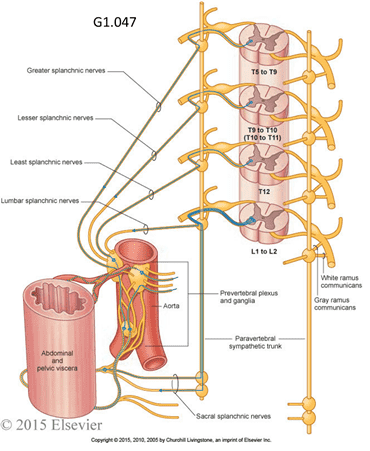 G1.047
T5 to T9
Greater splanchnic nerves
Lesser splanchnic nerves
T9 to T10
(T10 to T11)
Least splanchnic nerves
T12
Lumbar splanchnic nerves
L1 to L2
White ramus
communicans
Gray ramus
communicans
Prevertebral plexus
and ganglia
Aorta
Paravertebral
sympathetic trunk
Abdominal
and
pelvic viscera
Sacral splanchnic nerves
© 2015 Elsevier
Copyright © 2015, 2010, 2005 by Churchill Livingstone, an imprint of Elsevier Inc.